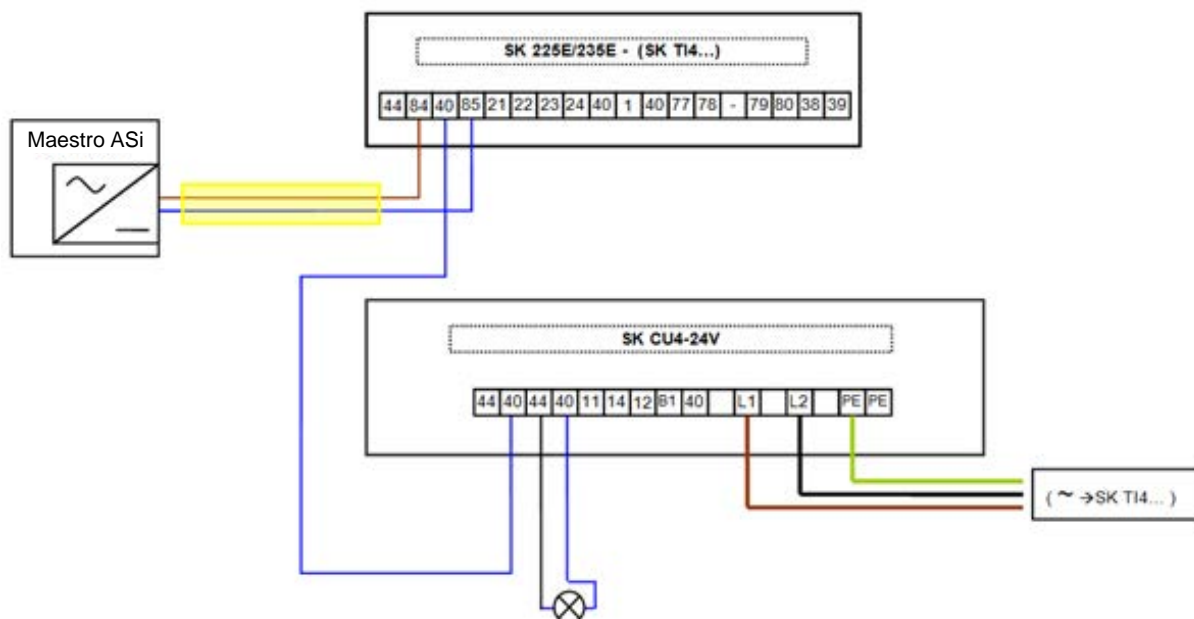 SK 225E/235E - (SK TI4...)
44 84 40 85 21 22 23 24 40 1 40 77 78 - 79 80 38 39
Maestro ASi
SK CU4-24V
44 40 44 40 11 14 12 B1 40 L1 L2 PE PE
( ~ →SK TI4... )